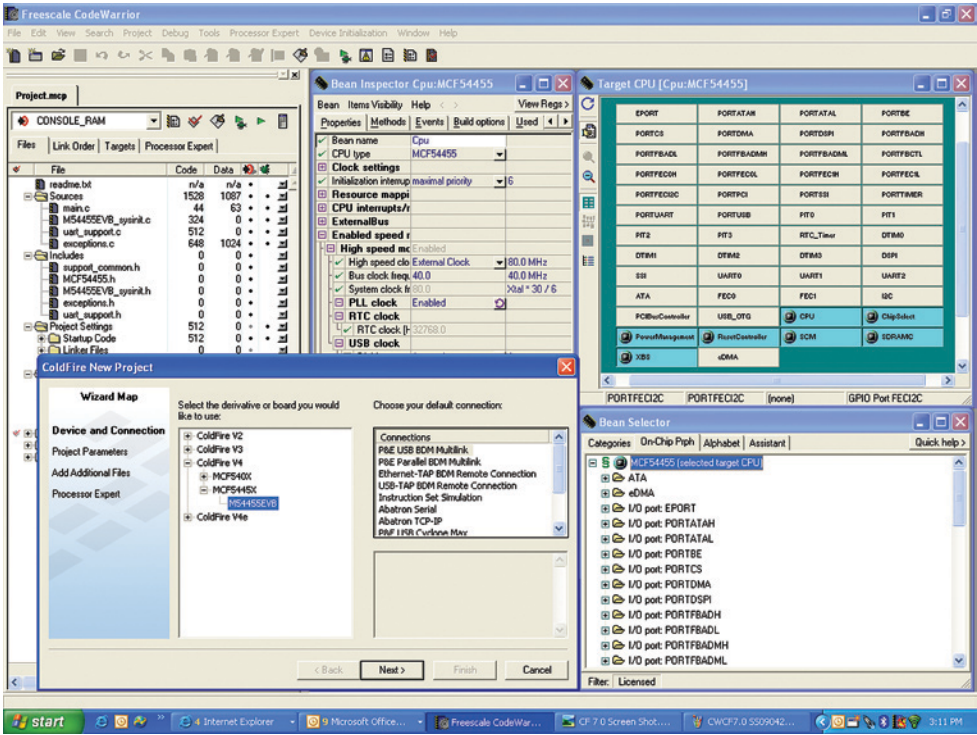 Freescale CodeWarrior
File Edit View Search Project Debug Tools Processor Expert Device Initialization Window Help
Project.mcp
CONSOLE_RAM
Files Link Order Targets Processor Expert
File Code Data
readme.txt n/a n/a
Sources 1528 1087
main.c 44 63
M54455EVB_sysinit.c 324 0
uart_support.c 512 0
exceptions.c 648 1024
Includes 0 0
support_common.h 0 0
MCF54455.h 0 0
M54455EVB_sysinit.h 0 0
exceptions.h 0 0
uart_support.h 0 0
Project Settings 512 0
Startup Code 512 0
Linker Files 0 0
Bean Inspector Cpu:MCF54455
Bean Items Visibility Help < > View Regs >
Properties Methods Events Build options Used
Bean name Cpu
CPU type MCF54455
Clock settings
Initialization interrup maximal priority 6
Resource mappi
CPU interrupts/r
ExternalBus
Enabled speed r
High speed mo Enabled
High speed clo External Clock 80.0 MHz
Bus clock freq. 40.0 40.0 MHz
System clock fr 80.0 Xtal * 30 / 6
PLL clock Enabled
RTC clock
RTC clock [H 32768.0
USB clock
Target CPU [Cpu:MCF54455]
EPORT PORTATAH PORTATAL PORTBE
PORTCS PORTDMA PORTDSPI PORTFBADH
PORTFBADL PORTFBADMH PORTFBADML PORTFBCTL
PORTFEC0H PORTFEC0L PORTFEC1H PORTFEC1L
PORTFECI2C PORTPCI PORTSSI PORTTIMER
PORTUART PORTUSB PIT0 PIT1
PIT2 PIT3 RTC_Timer DTIM0
DTIM1 DTIM2 DTIM3 DSPI
SSI UART0 UART1 UART2
ATA FEC0 FEC1 I2C
PCIBusController USB_OTG CPU ChipSelect
PowerManagement ResetController SCM SDRAMC
XBS eDMA
PORTFECI2C PORTFECI2C (none) GPIO Port FECI2C
ColdFire New Project
Wizard Map
Device and Connection
Project Parameters
Add Additional Files
Processor Expert
Select the derivative or board you would
like to use:
ColdFire V2
ColdFire V3
ColdFire V4
MCF540X
MCF5445X
M54455EVB
ColdFire V4e
Choose your default connection:
Connections
P&E USB BDM Multilink
P&E Parallel BDM Multilink
Ethernet-TAP BDM Remote Connection
USB-TAP BDM Remote Connection
Instruction Set Simulation
Abatron Serial
Abatron TCP-IP
P&E USB Cyclone Max
< Back Next > Finish Cancel
Bean Selector
Categories On-Chip Prph Alphabet Assistant Quick help >
MCF54455 (selected target CPU)
ATA
eDMA
I/O port: EPORT
I/O port: PORTATAH
I/O port: PORTATAL
I/O port: PORTBE
I/O port: PORTCS
I/O port: PORTDMA
I/O port: PORTDSPI
I/O port: PORTFBADH
I/O port: PORTFBADL
I/O port: PORTFBADMH
I/O port: PORTFBADML
Filter: Licensed
start 4 Internet Explorer 9 Microsoft Office... Freescale CodeWar... CF 7 0 Screen Shot.... CWCF7.0 SS09042... 3:11 PM